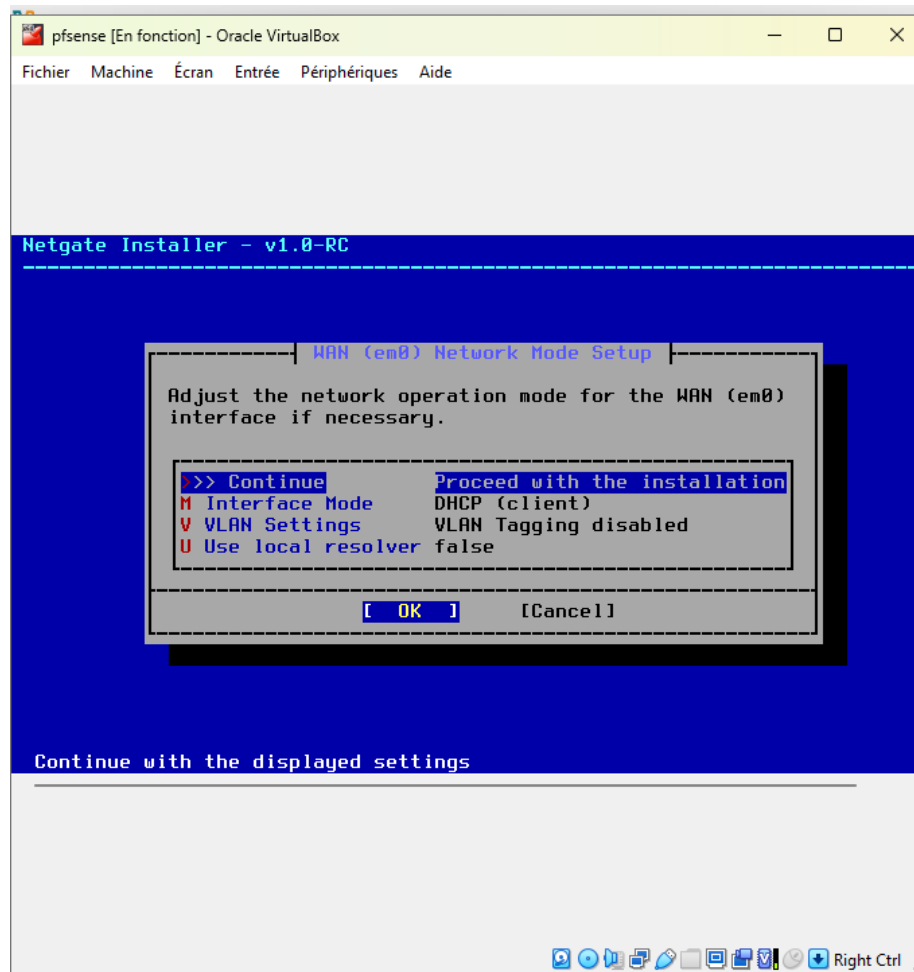 pfsense [En fonction] - Oracle VirtualBox
Fichier Machine Écran Entrée Périphériques Aide
Netgate Installer - v1.0-RC
WAN (em0) Network Mode Setup
Adjust the network operation mode for the WAN (em0)
interface if necessary.
>>> Continue Proceed with the installation
M Interface Mode DHCP (client)
V VLAN Settings VLAN Tagging disabled
U Use local resolver false
[ OK ] [Cancel]
Continue with the displayed settings
Right Ctrl